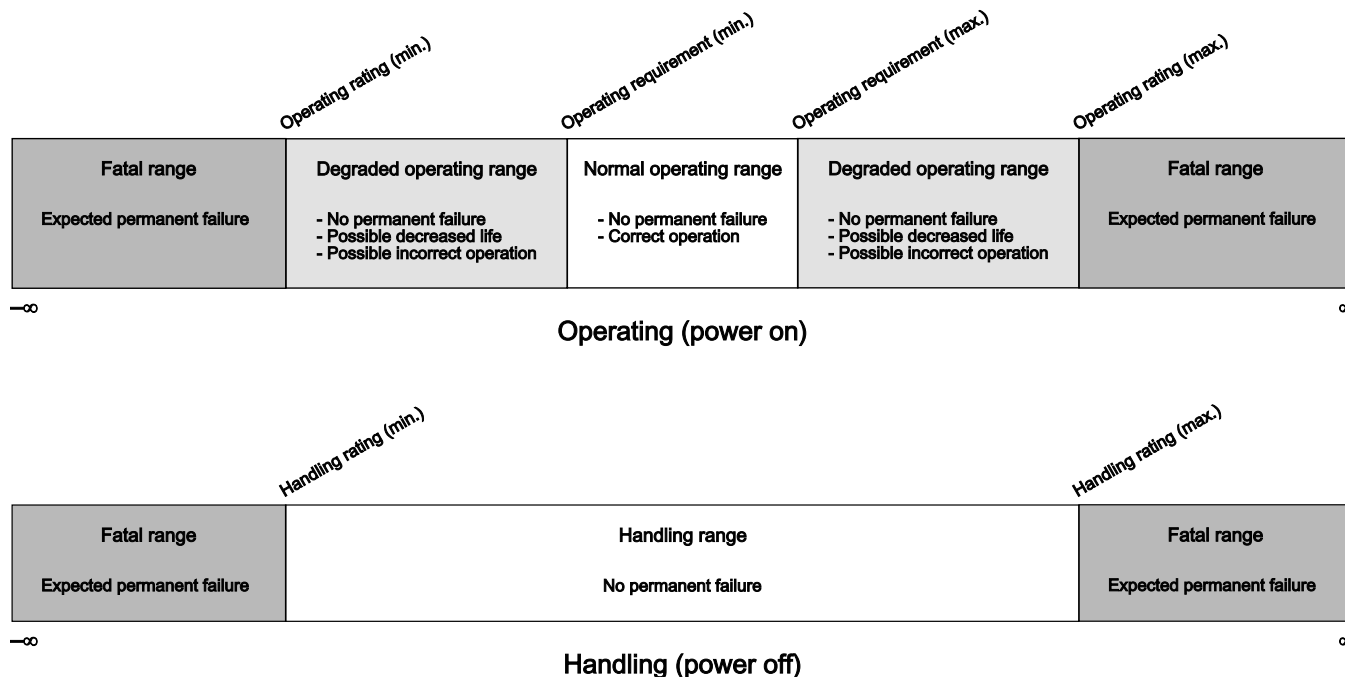 Operating rating (min.)
Operating requirement (min.)
Operating requirement (max.)
Operating rating (max.)
Fatal range
Degraded operating range
Normal operating range
Degraded operating range
Fatal range
Expected permanent failure
- No permanent failure
- Possible decreased life
- Possible incorrect operation
- No permanent failure
- Correct operation
- No permanent failure
- Possible decreased life
- Possible incorrect operation
Expected permanent failure
–∞
Operating (power on)
Handling rating (min.)
Handling rating (max.)
Fatal range
Handling range
Fatal range
Expected permanent failure
No permanent failure
Expected permanent failure
–∞
Handling (power off)